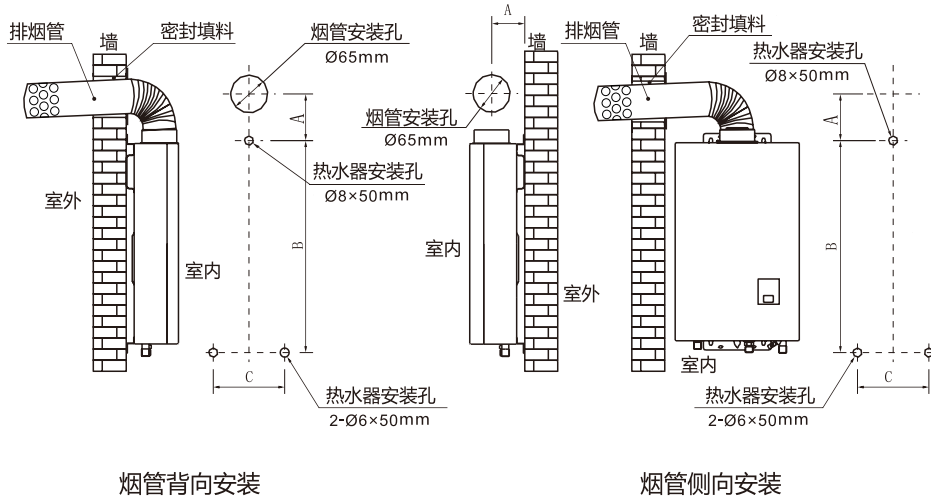 排烟管
墙
密封填料
烟管安装孔
Ø65mm
A
热水器安装孔
Ø8×50mm
室外
室内
B
C
热水器安装孔
2-Ø6×50mm
烟管背向安装
A
墙
烟管安装孔
Ø65mm
室内
室外
排烟管
墙
密封填料
热水器安装孔
Ø8×50mm
A
B
室内
C
热水器安装孔
2-Ø6×50mm
烟管侧向安装